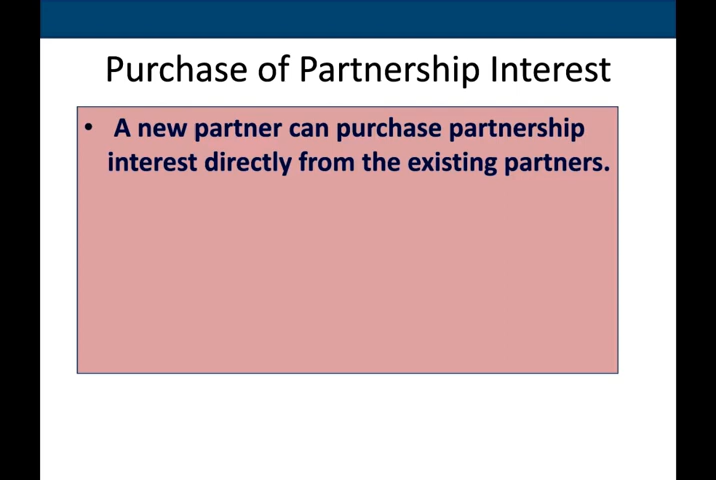 Purchase of Partnership Interest
• A new partner can purchase partnership
interest directly from the existing partners.